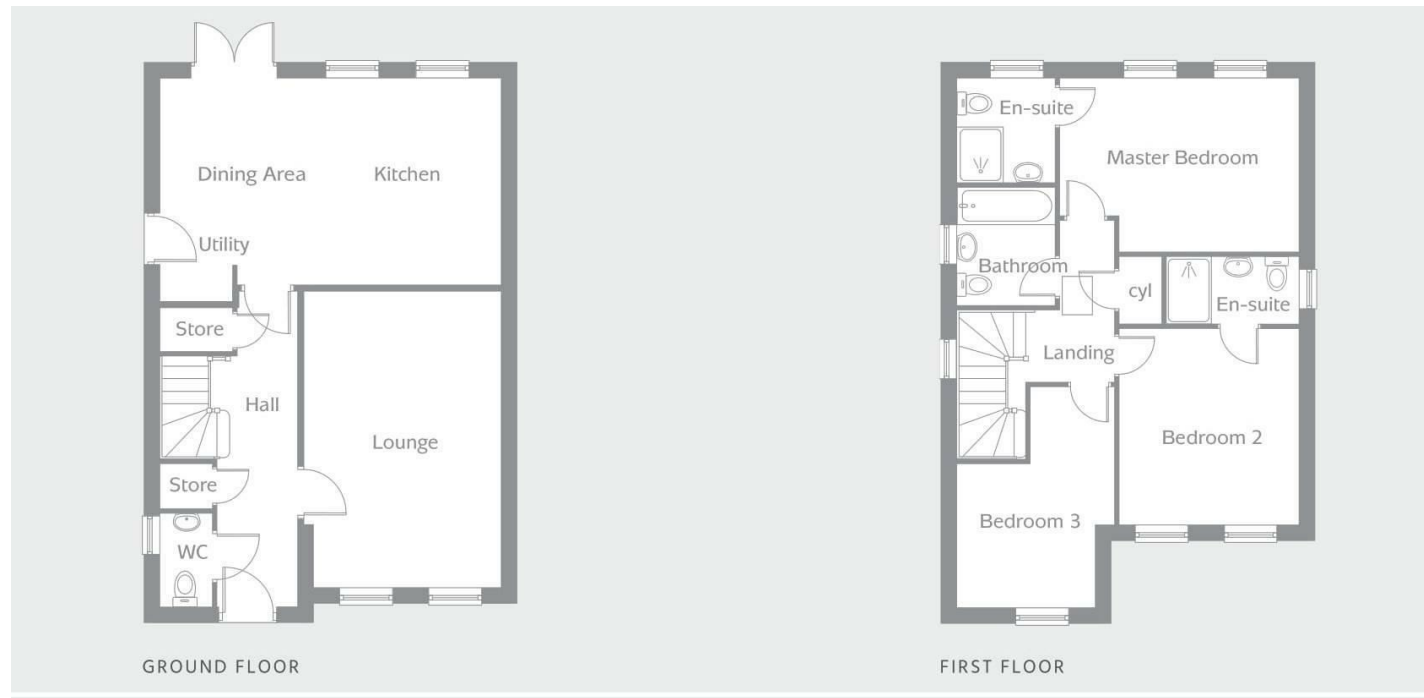 Dining Area
Kitchen
Utility
Store
Hall
Lounge
Store
WC
GROUND FLOOR
En-suite
Master Bedroom
Bathroom
cyl
En-suite
Landing
Bedroom 2
Bedroom 3
FIRST FLOOR